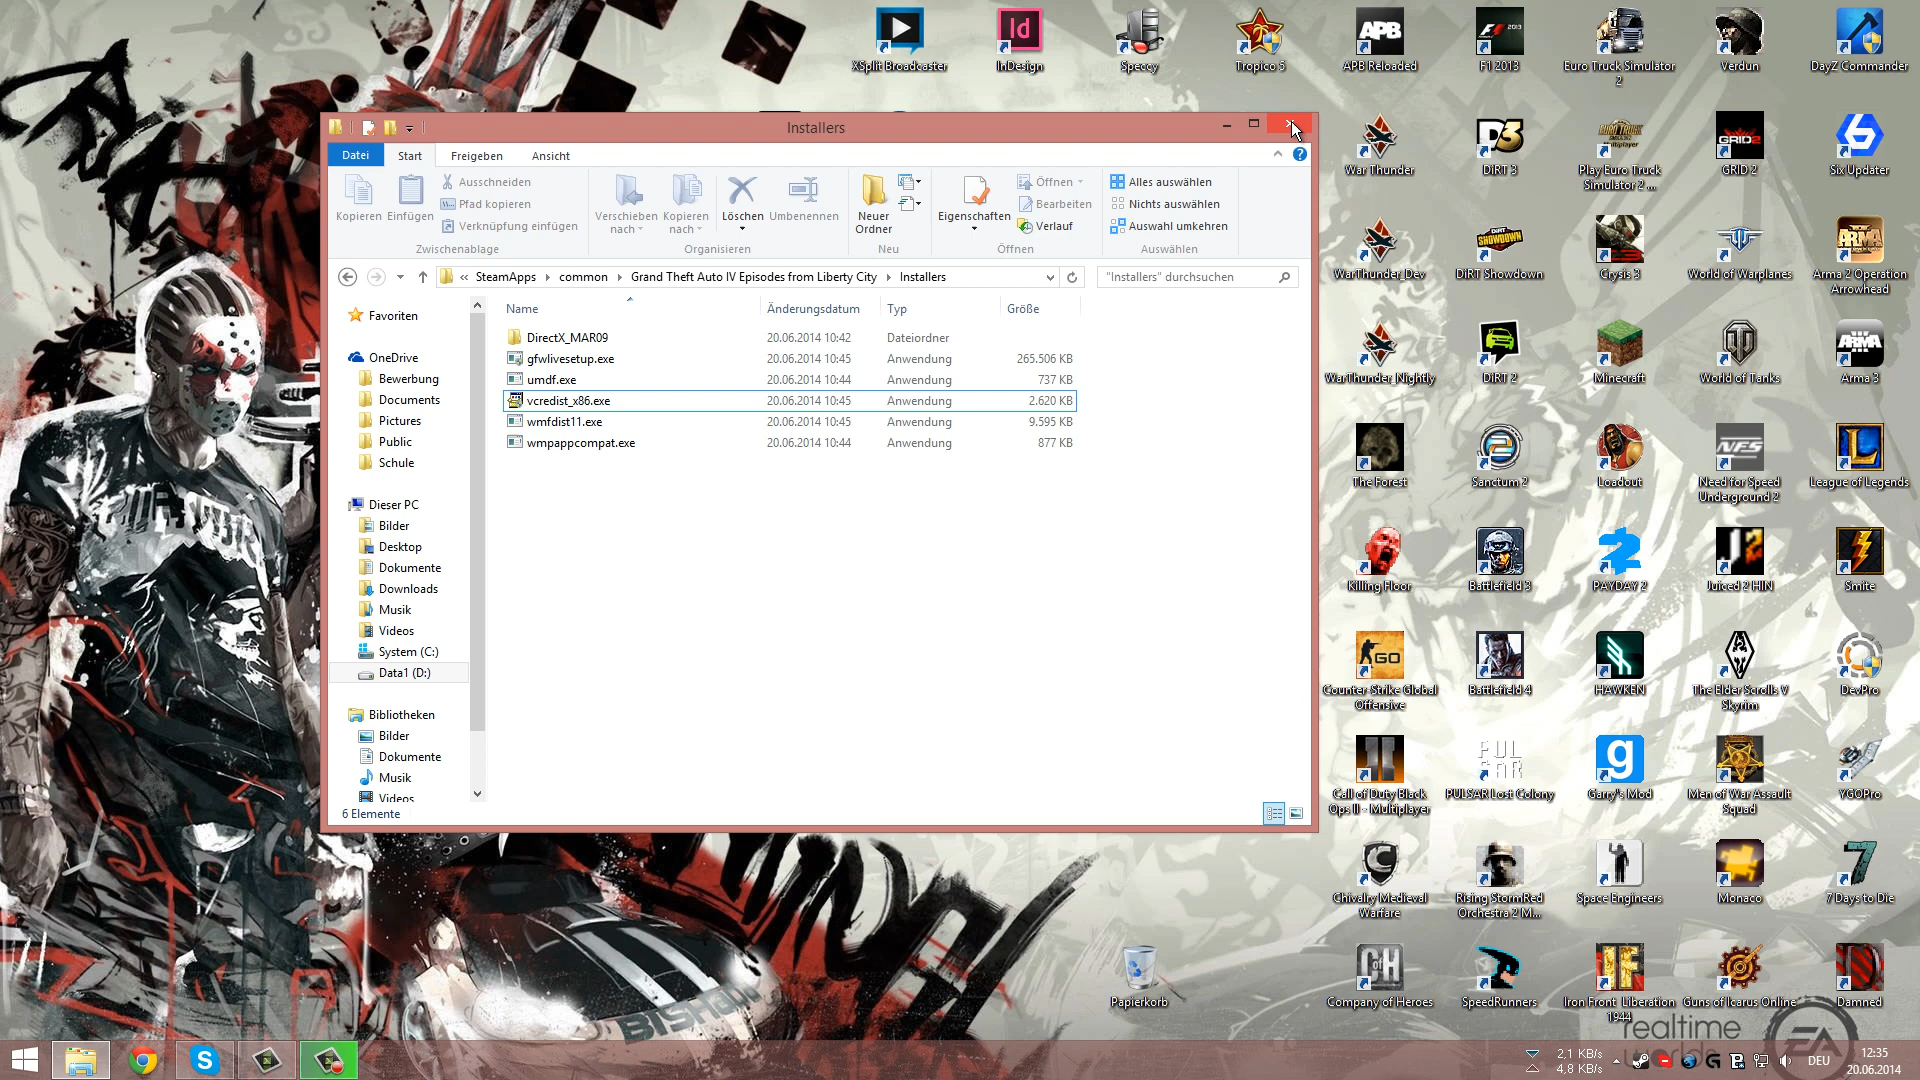 XSplit Broadcaster
InDesign
Speccy
Tropico 5
APB Reloaded
F1 2013
Euro Truck Simulator 2
Verdun
DayZ Commander
Installers
Datei
Start
Freigeben
Ansicht
Kopieren
Einfügen
Ausschneiden
Pfad kopieren
Verknüpfung einfügen
Zwischenablage
Verschieben nach
Kopieren nach
Löschen
Umbenennen
Organisieren
Neuer Ordner
Neu
Eigenschaften
Öffnen
Bearbeiten
Verlauf
Öffnen
Alles auswählen
Nichts auswählen
Auswahl umkehren
Auswählen
« SteamApps
common
Grand Theft Auto IV Episodes from Liberty City
Installers
"Installers" durchsuchen
Name
Änderungsdatum
Typ
Größe
DirectX_MAR09 20.06.2014 10:42 Dateiordner
gfwlivesetup.exe 20.06.2014 10:45 Anwendung 265.506 KB
umdf.exe 20.06.2014 10:44 Anwendung 737 KB
vcredist_x86.exe 20.06.2014 10:45 Anwendung 2.620 KB
wmfdist11.exe 20.06.2014 10:45 Anwendung 9.595 KB
wmpappcompat.exe 20.06.2014 10:44 Anwendung 877 KB
Favoriten
OneDrive
Bewerbung
Documents
Pictures
Public
Schule
Dieser PC
Bilder
Desktop
Dokumente
Downloads
Musik
Videos
System (C:)
Data1 (D:)
Bibliotheken
Bilder
Dokumente
Musik
Videos
6 Elemente
War Thunder
DiRT 3
Play Euro Truck Simulator 2 ...
GRID 2
Six Updater
WarThunder_Dev
DiRT Showdown
Crysis 3
World of Warplanes
Arma 2 Operation Arrowhead
WarThunder_Nightly
DiRT 2
Minecraft
World of Tanks
Arma 3
The Forest
Sanctum 2
Loadout
Need for Speed Underground 2
League of Legends
Killing Floor
Battlefield 3
PAYDAY 2
Juiced 2 HIN
Smite
Counter-Strike Global Offensive
Battlefield 4
HAWKEN
The Elder Scrolls V Skyrim
DevPro
Call of Duty Black Ops II - Multiplayer
PULSAR Lost Colony
Garry's Mod
Men of War Assault Squad
YGOPro
Chivalry Medieval Warfare
Rising StormRed Orchestra 2 M...
Space Engineers
Monaco
7 Days to Die
Papierkorb
Company of Heroes
SpeedRunners
Iron Front Liberation 1944
Guns of Icarus Online
Damned
BISHOP
realtime
EA
2,1 KB/s
4,8 KB/s
DEU
12:35
20.06.2014